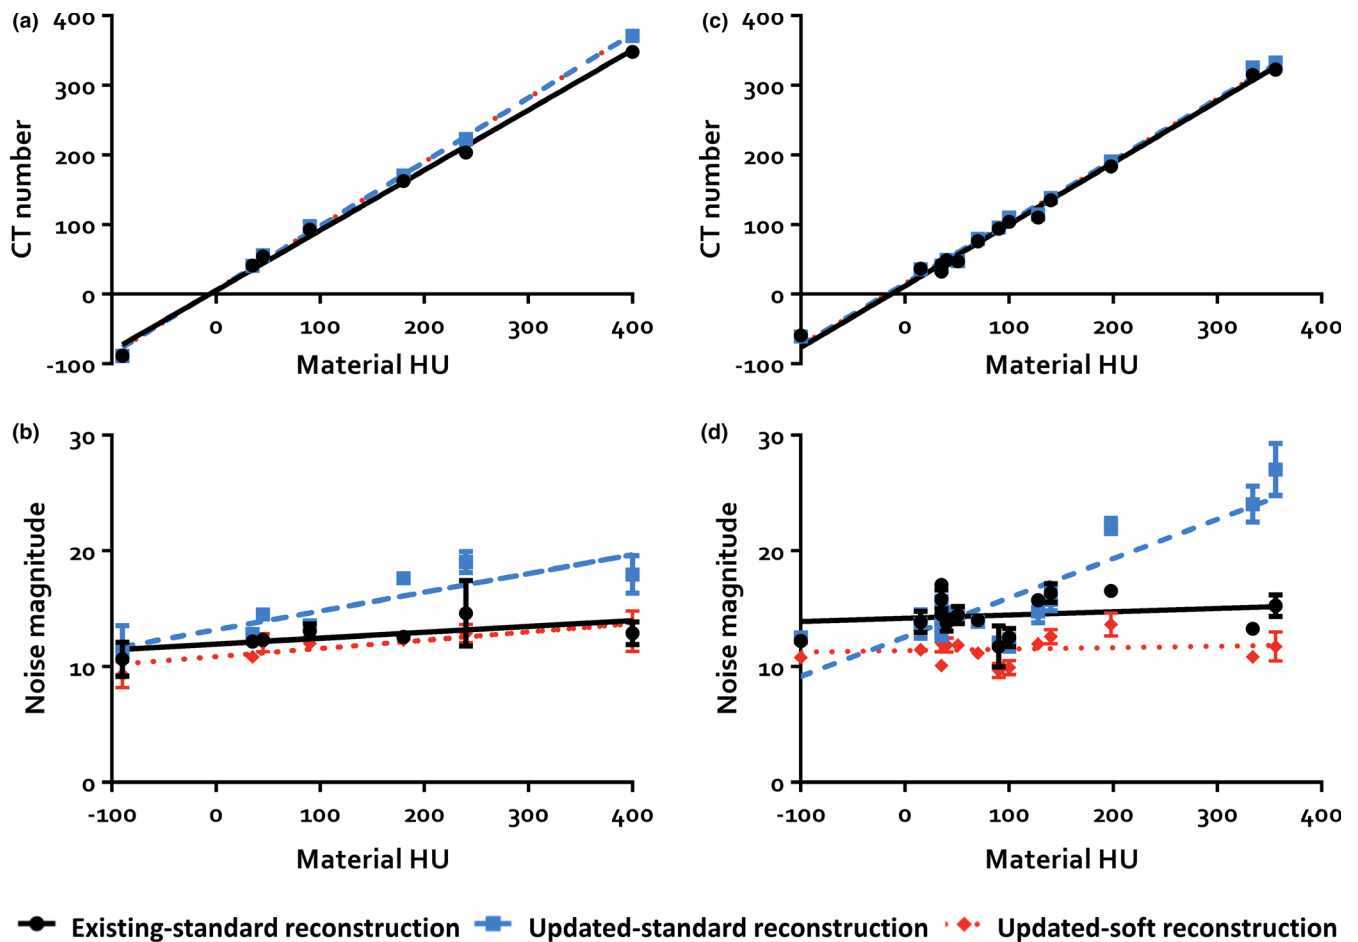 (a)
400
300
200
100
0
-100
CT number
0 100 200 300 400
Material HU
(c)
400
300
200
100
0
-100
CT number
0 100 200 300 400
Material HU
(b)
30
20
10
0
Noise magnitude
-100 0 100 200 300 400
Material HU
(d)
30
20
10
0
Noise magnitude
-100 0 100 200 300 400
Material HU
Existing-standard reconstruction Updated-standard reconstruction Updated-soft reconstruction